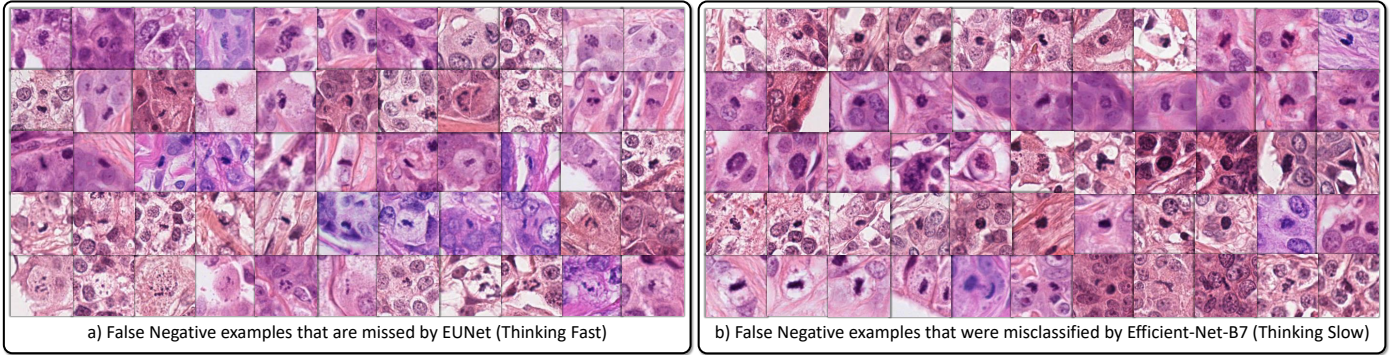 a) False Negative examples that are missed by EUNet (Thinking Fast)
b) False Negative examples that were misclassified by Efficient-Net-B7 (Thinking Slow)